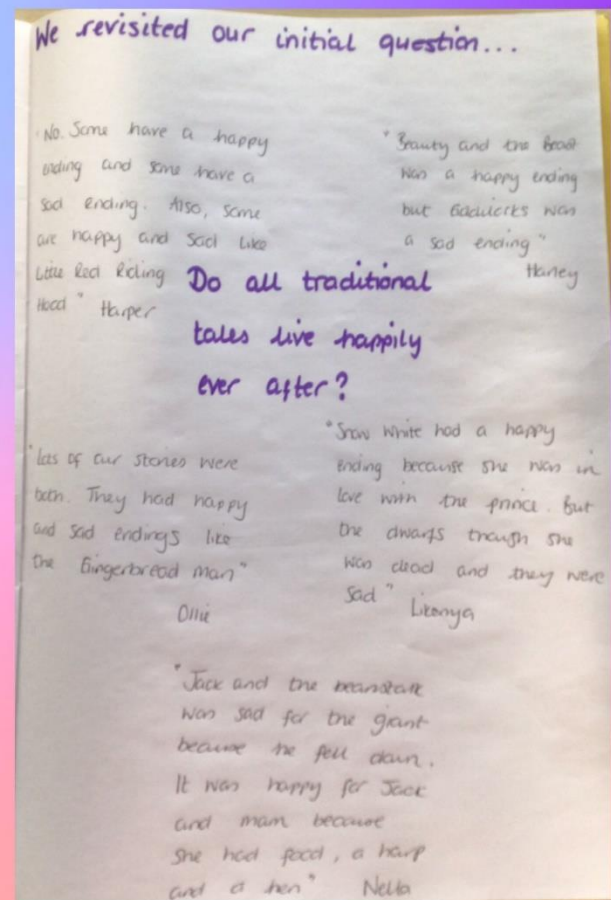 We revisited our initial question...
"No. Some have a happy
ending and some have a
sad ending. Also, some
are happy and sad like
Little Red Riding
Hood" Harper
"Beauty and the Beast
was a happy ending
but Goldilocks was
a sad ending"
Harley
Do all traditional
tales live happily
ever after?
"lots of our stories were
both. They had happy
and sad endings like
the Gingerbread man"
Ollie
"Snow White had a happy
ending because she was in
love with the prince. But
the dwarfs though she
was dead and they were
sad" Likonya
"Jack and the beanstalk
was sad for the giant
because he fell down.
It was happy for Jack
and mam because
she had food, a harp
and a hen" Nella